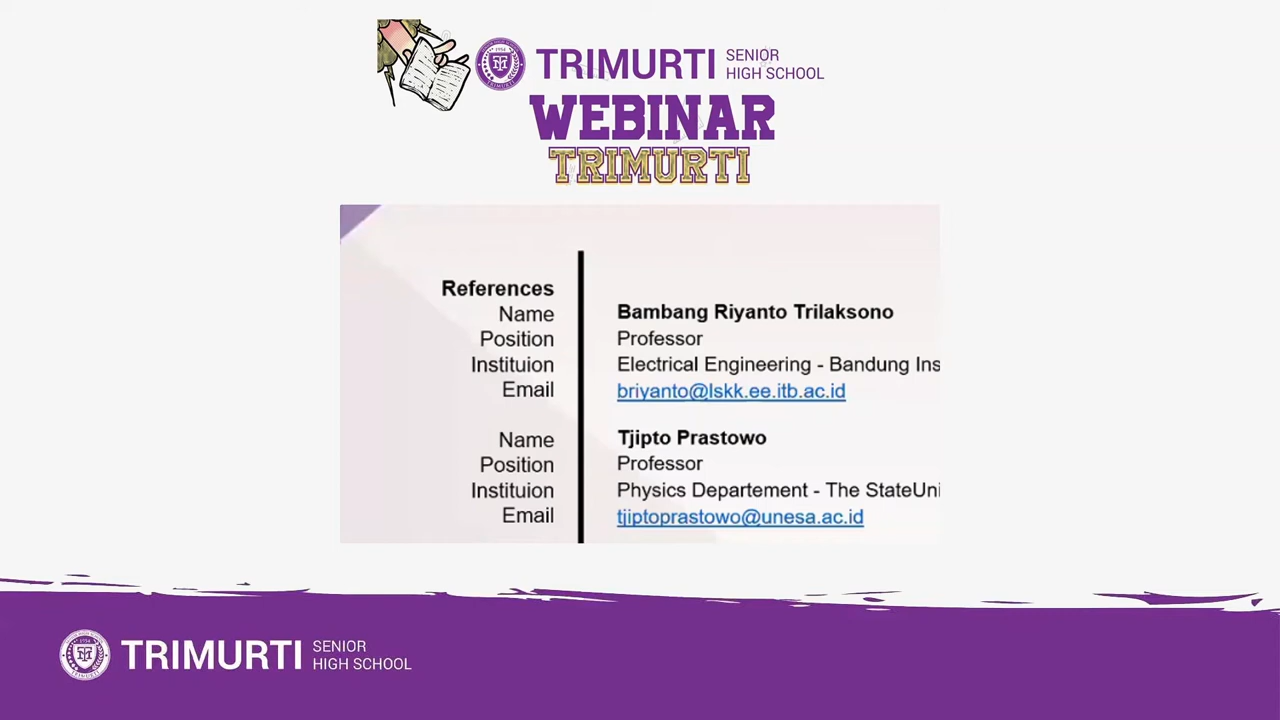 TRIMURTI SENIOR HIGH SCHOOL
WEBINAR
TRIMURTI
References
Name Bambang Riyanto Trilaksono
Position Professor
Instituion Electrical Engineering - Bandung Ins
Email briyanto@lskk.ee.itb.ac.id
Name Tjipto Prastowo
Position Professor
Instituion Physics Departement - The StateUni
Email tjiptoprastowo@unesa.ac.id
TRIMURTI SENIOR HIGH SCHOOL